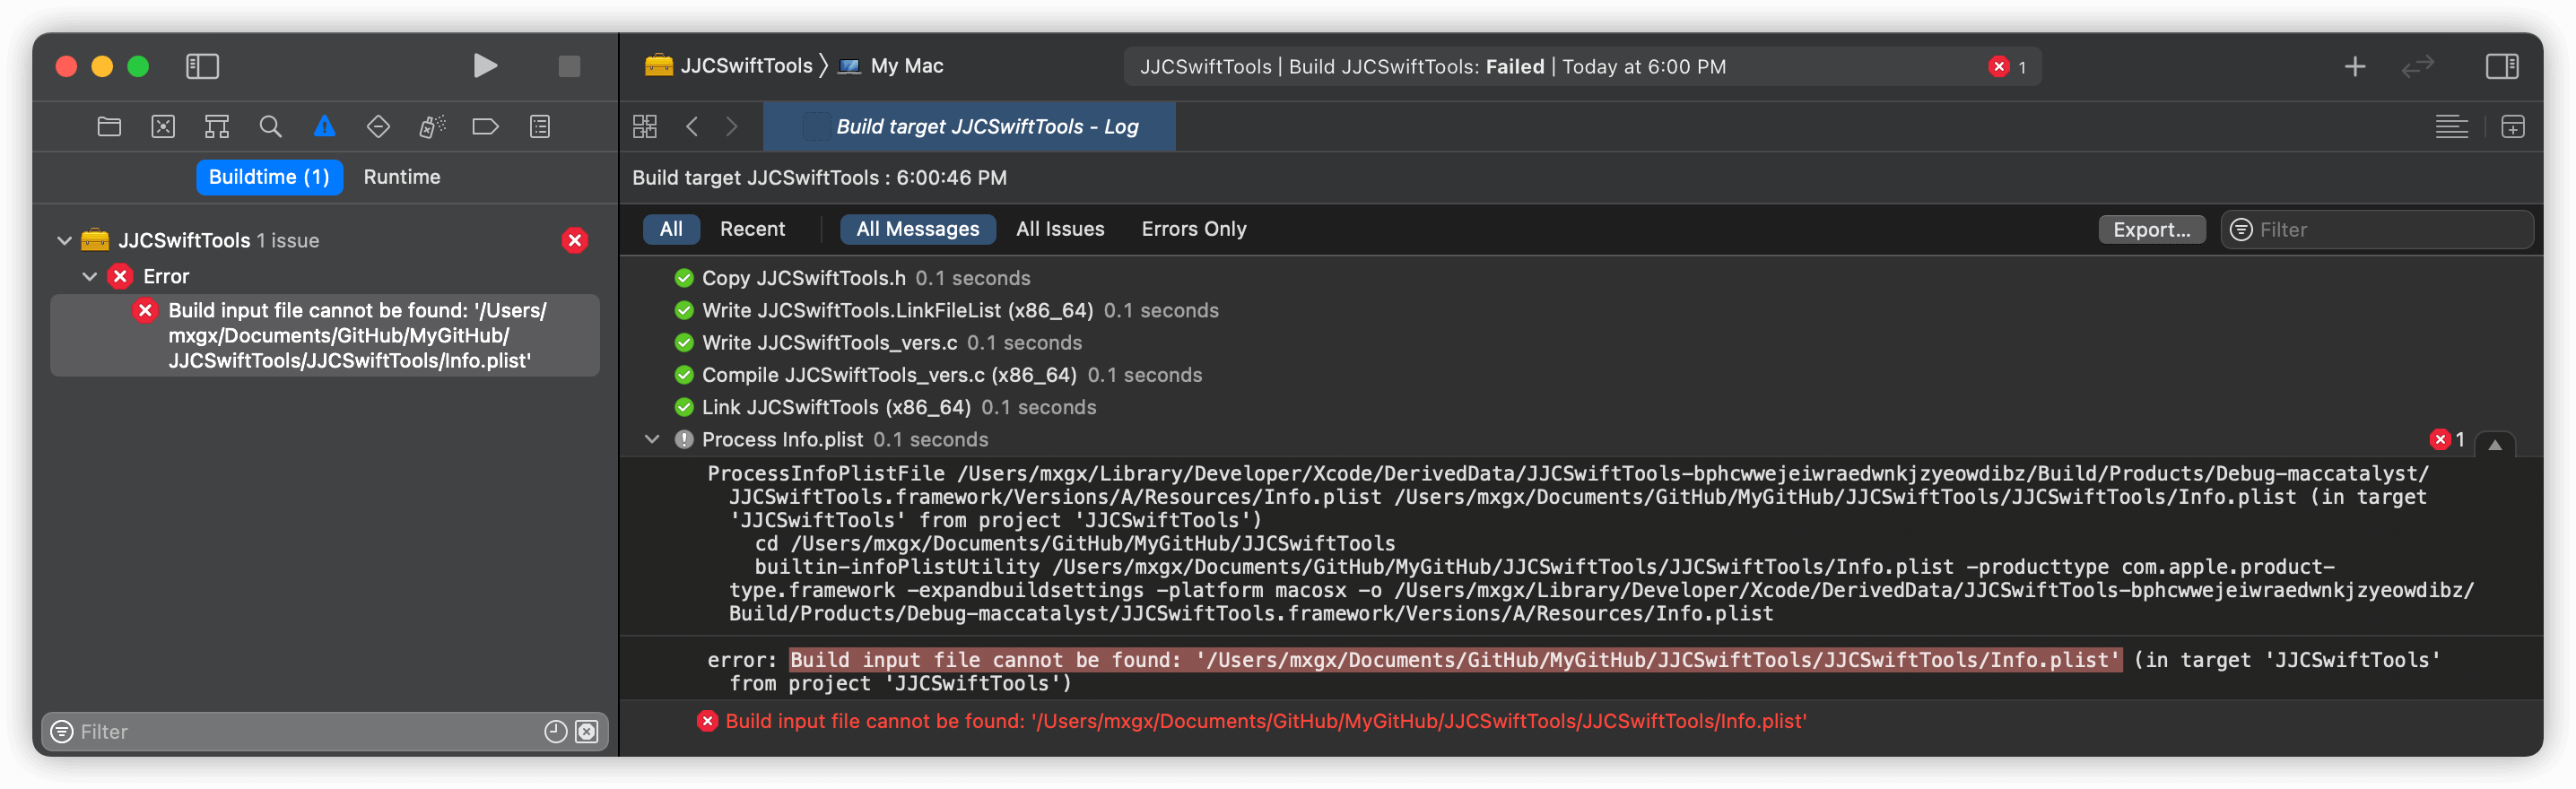 JJCSwiftTools 〉 My Mac
JJCSwiftTools | Build JJCSwiftTools: Failed | Today at 6:00 PM
1
Build target JJCSwiftTools - Log
Buildtime (1)
Runtime
JJCSwiftTools 1 issue
Error
Build input file cannot be found: '/Users/
mxgx/Documents/GitHub/MyGitHub/
JJCSwiftTools/JJCSwiftTools/Info.plist'
Filter
Build target JJCSwiftTools : 6:00:46 PM
All
Recent
All Messages
All Issues
Errors Only
Export...
Filter
Copy JJCSwiftTools.h 0.1 seconds
Write JJCSwiftTools.LinkFileList (x86_64) 0.1 seconds
Write JJCSwiftTools_vers.c 0.1 seconds
Compile JJCSwiftTools_vers.c (x86_64) 0.1 seconds
Link JJCSwiftTools (x86_64) 0.1 seconds
Process Info.plist 0.1 seconds
1
ProcessInfoPlistFile /Users/mxgx/Library/Developer/Xcode/DerivedData/JJCSwiftTools-bphcwwejeiwraedwnkjzyeowdibz/Build/Products/Debug-maccatalyst/
JJCSwiftTools.framework/Versions/A/Resources/Info.plist /Users/mxgx/Documents/GitHub/MyGitHub/JJCSwiftTools/JJCSwiftTools/Info.plist (in target
'JJCSwiftTools' from project 'JJCSwiftTools')
cd /Users/mxgx/Documents/GitHub/MyGitHub/JJCSwiftTools
builtin-infoPlistUtility /Users/mxgx/Documents/GitHub/MyGitHub/JJCSwiftTools/JJCSwiftTools/Info.plist -producttype com.apple.product-
type.framework -expandbuildsettings -platform macosx -o /Users/mxgx/Library/Developer/Xcode/DerivedData/JJCSwiftTools-bphcwwejeiwraedwnkjzyeowdibz/
Build/Products/Debug-maccatalyst/JJCSwiftTools.framework/Versions/A/Resources/Info.plist
error: Build input file cannot be found: '/Users/mxgx/Documents/GitHub/MyGitHub/JJCSwiftTools/JJCSwiftTools/Info.plist' (in target 'JJCSwiftTools'
from project 'JJCSwiftTools')
Build input file cannot be found: '/Users/mxgx/Documents/GitHub/MyGitHub/JJCSwiftTools/JJCSwiftTools/Info.plist'